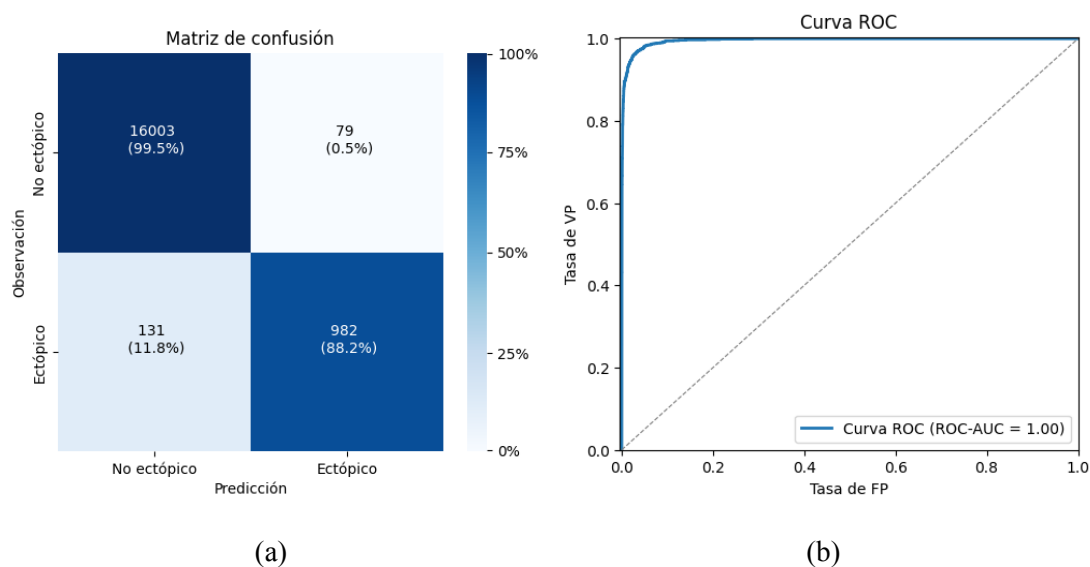 Matriz de confusión
No ectópico
Ectópico
Observación
16003
(99.5%)
79
(0.5%)
131
(11.8%)
982
(88.2%)
No ectópico
Ectópico
Predicción
100%
75%
50%
25%
0%
(a)
Curva ROC
1.0
0.8
0.6
0.4
0.2
0.0
Tasa de VP
Curva ROC (ROC-AUC = 1.00)
0.0
0.2
0.4
0.6
0.8
1.0
Tasa de FP
(b)